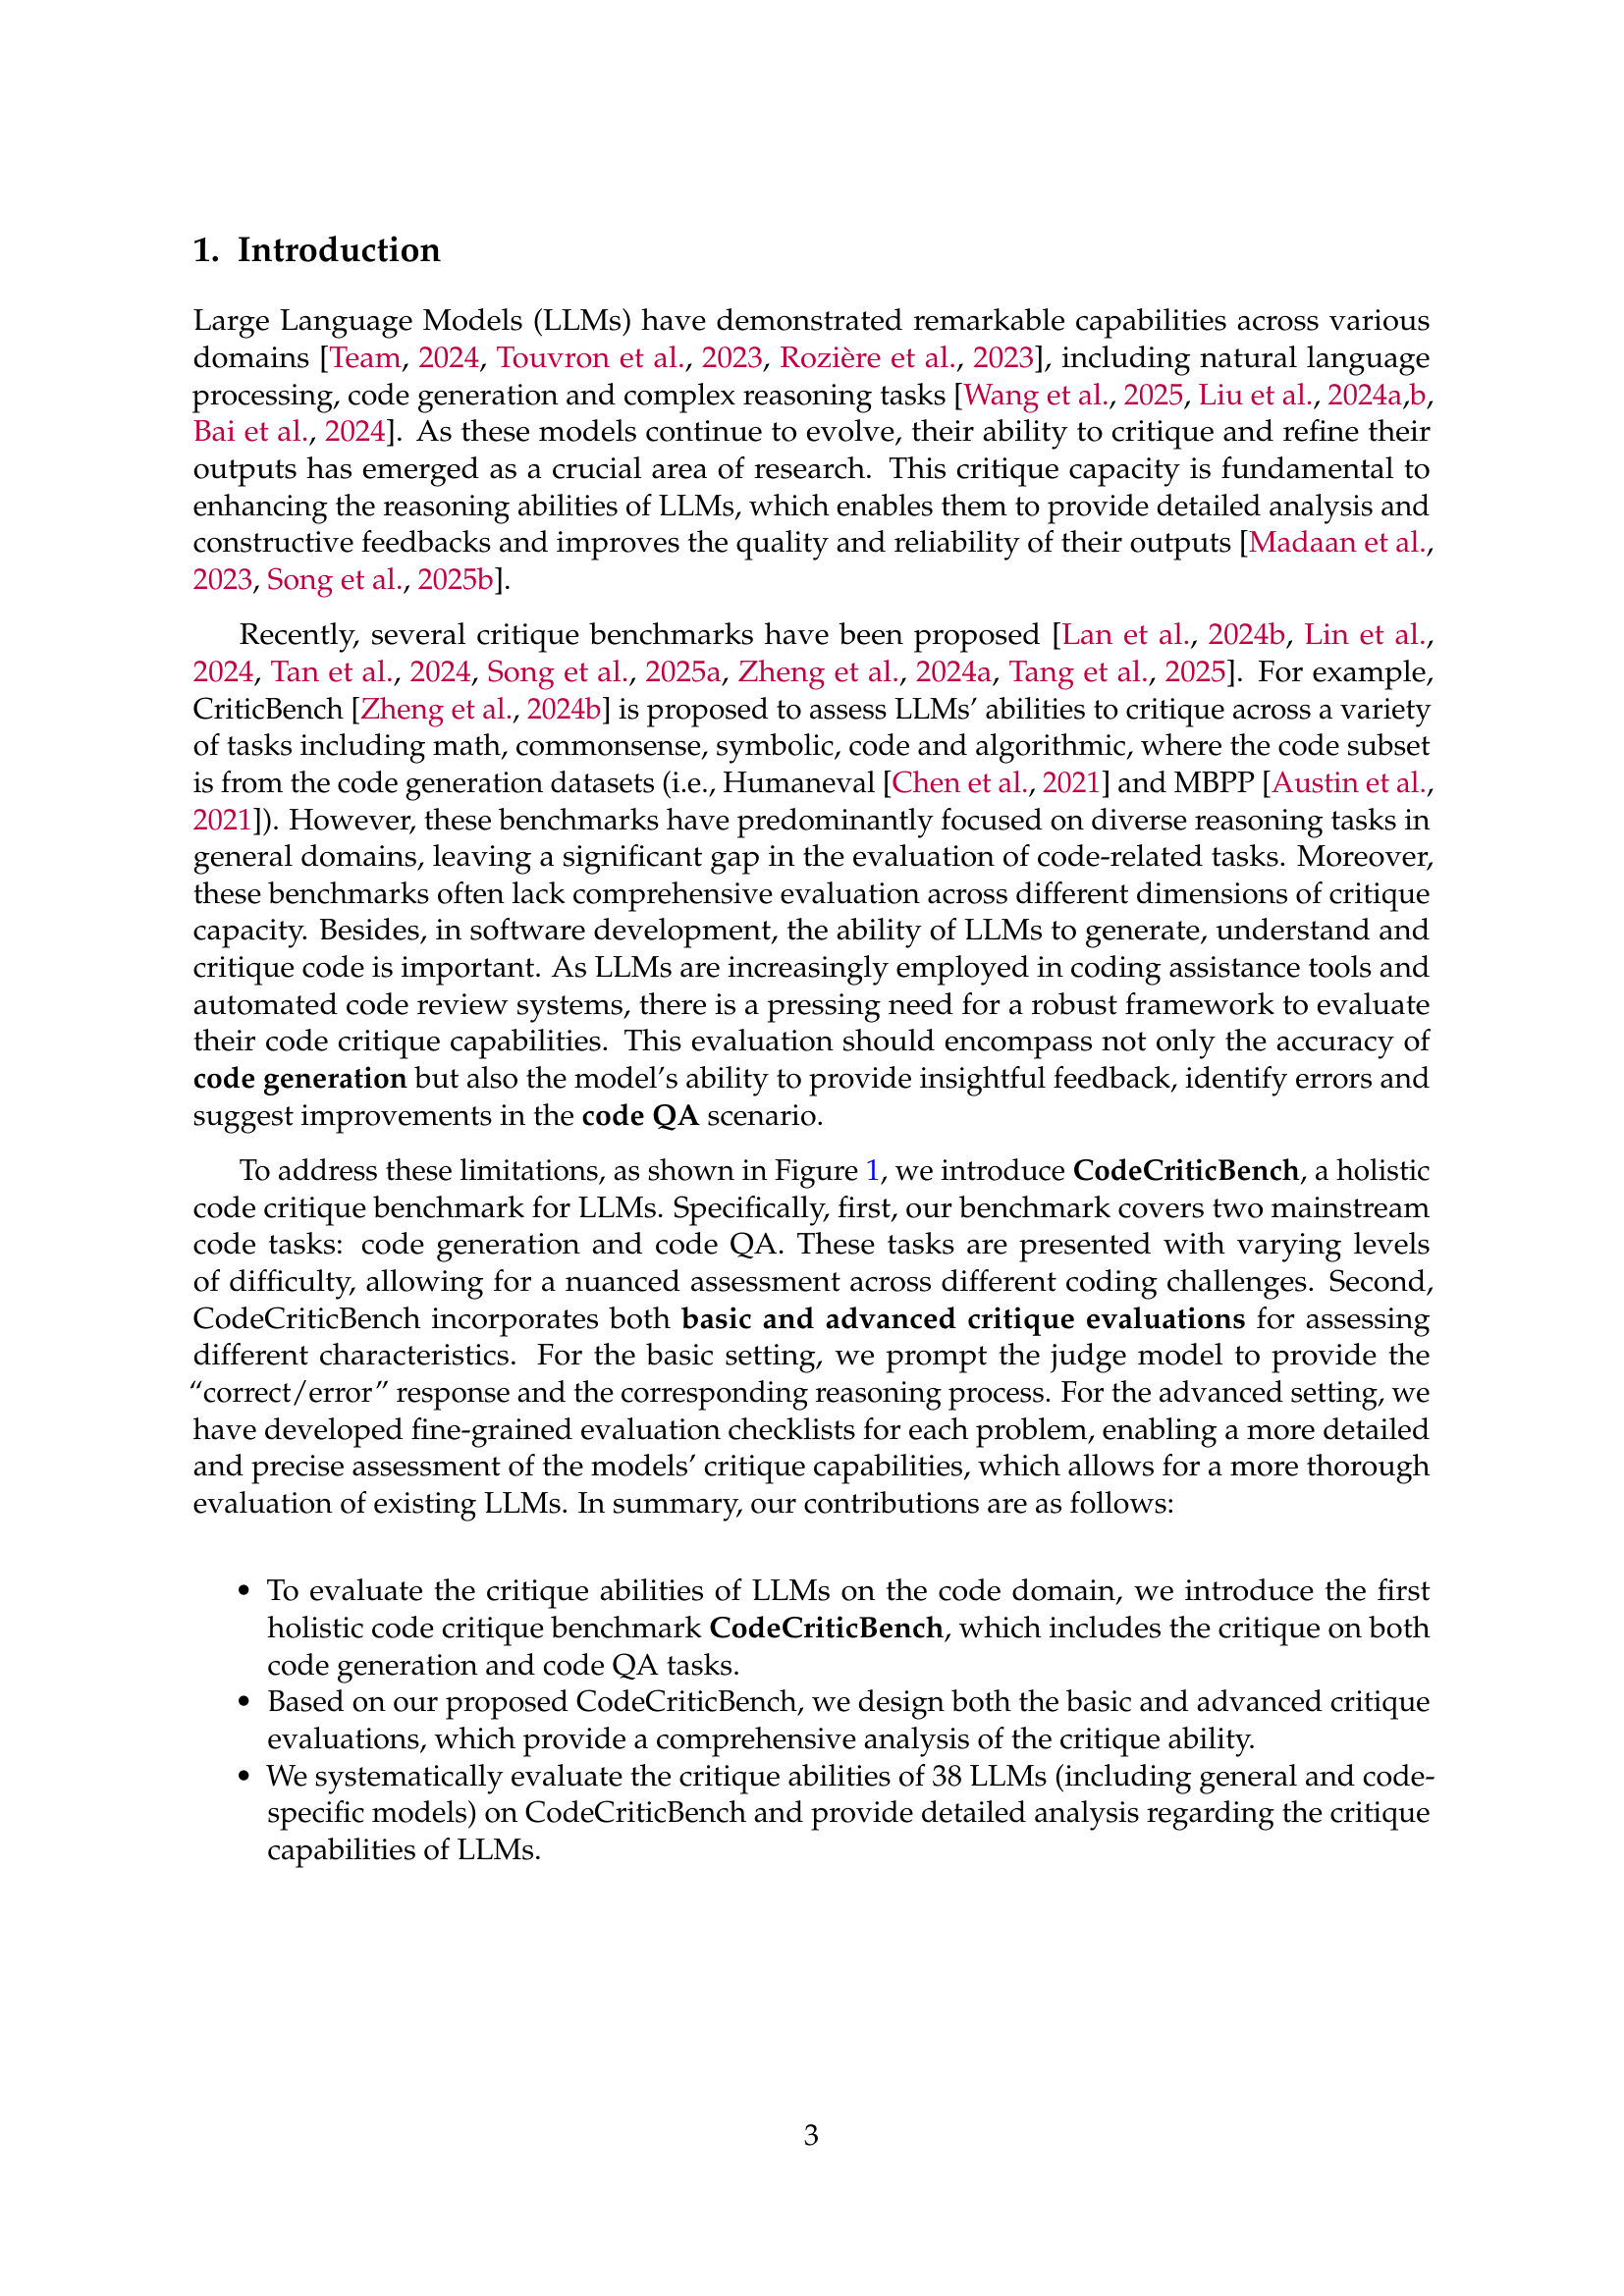 1. Introduction
Large Language Models (LLMs) have demonstrated remarkable capabilities across various
domains [Team, 2024, Touvron et al., 2023, Rozière et al., 2023], including natural language
processing, code generation and complex reasoning tasks [Wang et al., 2025, Liu et al., 2024a,b,
Bai et al., 2024]. As these models continue to evolve, their ability to critique and refine their
outputs has emerged as a crucial area of research. This critique capacity is fundamental to
enhancing the reasoning abilities of LLMs, which enables them to provide detailed analysis and
constructive feedbacks and improves the quality and reliability of their outputs [Madaan et al.,
2023, Song et al., 2025b].
Recently, several critique benchmarks have been proposed [Lan et al., 2024b, Lin et al.,
2024, Tan et al., 2024, Song et al., 2025a, Zheng et al., 2024a, Tang et al., 2025]. For example,
CriticBench [Zheng et al., 2024b] is proposed to assess LLMs’ abilities to critique across a variety
of tasks including math, commonsense, symbolic, code and algorithmic, where the code subset
is from the code generation datasets (i.e., Humaneval [Chen et al., 2021] and MBPP [Austin et al.,
2021]). However, these benchmarks have predominantly focused on diverse reasoning tasks in
general domains, leaving a significant gap in the evaluation of code-related tasks. Moreover,
these benchmarks often lack comprehensive evaluation across different dimensions of critique
capacity. Besides, in software development, the ability of LLMs to generate, understand and
critique code is important. As LLMs are increasingly employed in coding assistance tools and
automated code review systems, there is a pressing need for a robust framework to evaluate
their code critique capabilities. This evaluation should encompass not only the accuracy of
code generation but also the model’s ability to provide insightful feedback, identify errors and
suggest improvements in the code QA scenario.
To address these limitations, as shown in Figure 1, we introduce CodeCriticBench, a holistic
code critique benchmark for LLMs. Specifically, first, our benchmark covers two mainstream
code tasks: code generation and code QA. These tasks are presented with varying levels
of difficulty, allowing for a nuanced assessment across different coding challenges. Second,
CodeCriticBench incorporates both basic and advanced critique evaluations for assessing
different characteristics. For the basic setting, we prompt the judge model to provide the
“correct/error” response and the corresponding reasoning process. For the advanced setting, we
have developed fine-grained evaluation checklists for each problem, enabling a more detailed
and precise assessment of the models’ critique capabilities, which allows for a more thorough
evaluation of existing LLMs. In summary, our contributions are as follows:
• To evaluate the critique abilities of LLMs on the code domain, we introduce the first
holistic code critique benchmark CodeCriticBench, which includes the critique on both
code generation and code QA tasks.
• Based on our proposed CodeCriticBench, we design both the basic and advanced critique
evaluations, which provide a comprehensive analysis of the critique ability.
• We systematically evaluate the critique abilities of 38 LLMs (including general and code-
specific models) on CodeCriticBench and provide detailed analysis regarding the critique
capabilities of LLMs.
3